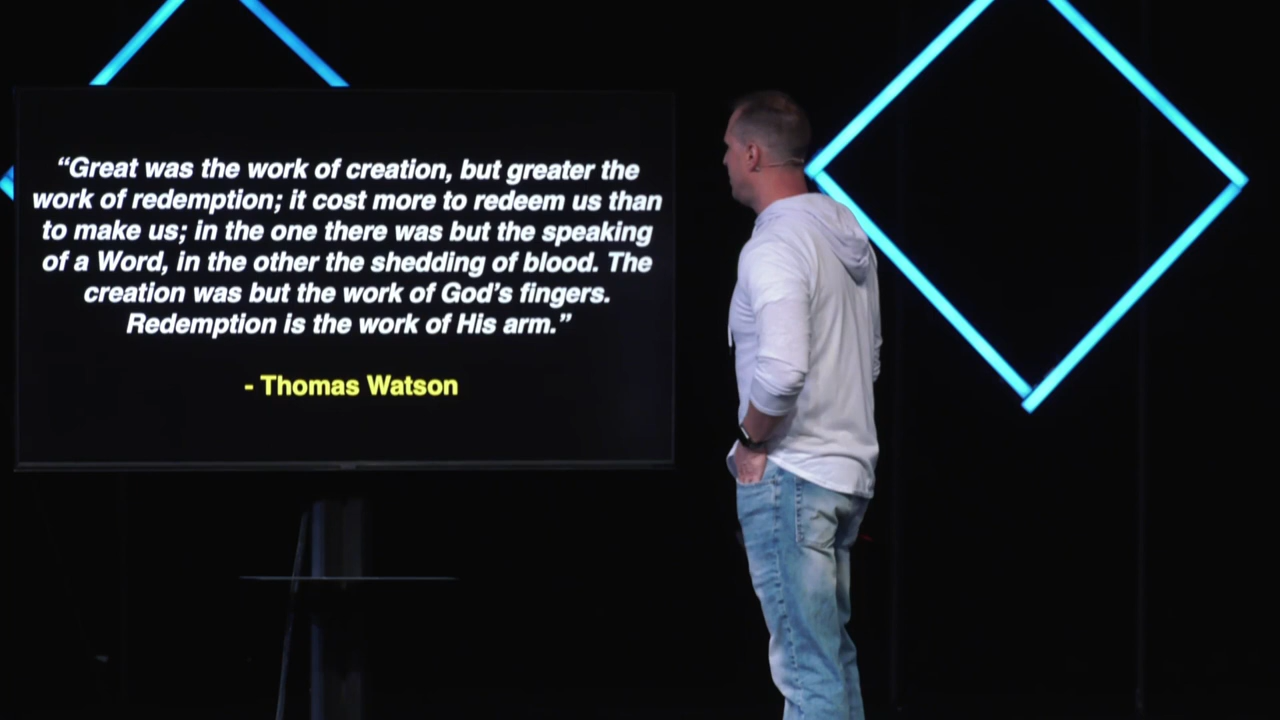 “Great was the work of creation, but greater the
work of redemption; it cost more to redeem us than
to make us; in the one there was but the speaking
of a Word, in the other the shedding of blood. The
creation was but the work of God’s fingers.
Redemption is the work of His arm.”
- Thomas Watson